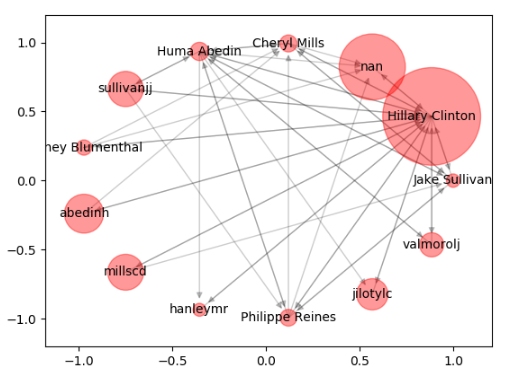 1.0
0.5
0.0
−0.5
−1.0
Cheryl Mills
Huma Abedin
nan
sullivanjj
Hillary Clinton
ney Blumenthal
Jake Sullivan
abedinh
valmorolj
millscd
jilotylc
hanleymr
Philippe Reines
−1.0
−0.5
0.0
0.5
1.0